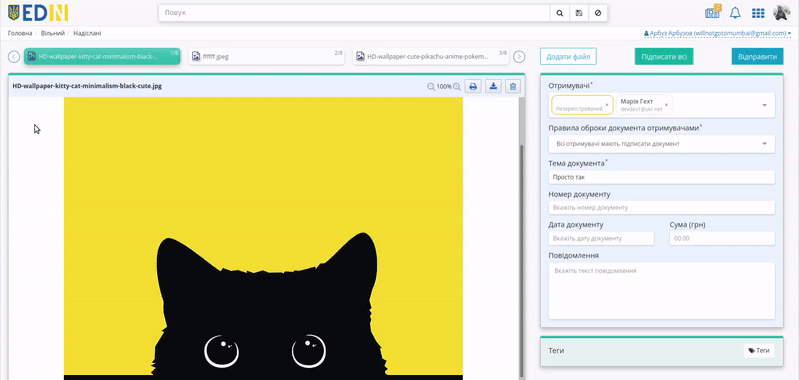 EDIN
Пошук
Головна / Вільний / Надіслані
Арбуз Арбузов (willnotgotomumbai@gmail.com)
HD-wallpaper-kitty-cat-minimalism-black-...
1/8
ffffff.jpeg
2/8
HD-wallpaper-cute-pikachu-anime-pokem...
3/8
Додати файл
Підписати всі
Відправити
HD-wallpaper-kitty-cat-minimalism-black-cute.jpg
100%
Отримувачі*
Незареєстрований
Марія Гехт
devdev1@ukr.net
Правила оброки документа отримувачами*
Всі отримувачі мають підписати документ
Тема документа*
Просто так
Номер документу
Вкажіть номер документу
Дата документу
Сума (грн)
Вкажіть дату документу
00.00
Повідомлення
Вкажіть текст повідомлення
Теги
Теги